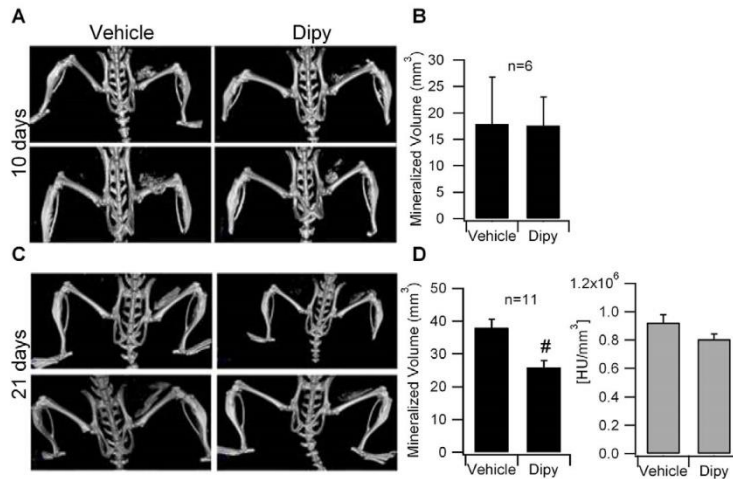 A
Vehicle
Dipy
10 days
B
Mineralized Volume (mm³)
30
25
20
15
10
5
0
n=6
Vehicle
Dipy
C
21 days
D
Mineralized Volume (mm³)
50
40
30
20
10
0
n=11
#
Vehicle
Dipy
[HU/mm³]
1.2x10⁶
1.0
0.8
0.6
0.4
0.2
0.0
Vehicle
Dipy